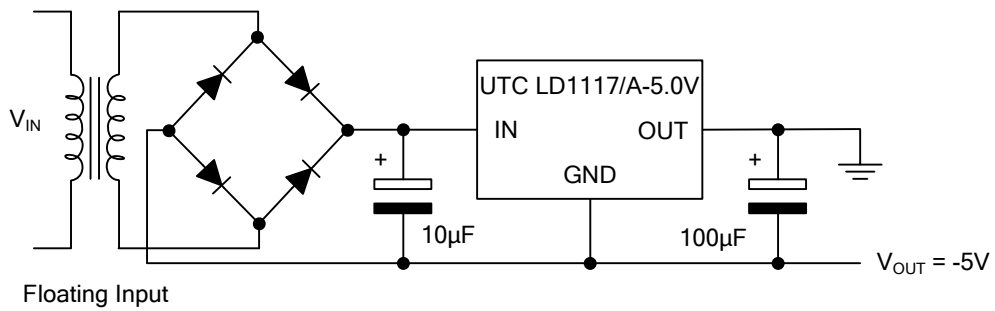 UTC LD1117/A-5.0V
V_IN
IN
OUT
GND
+
+
10µF
100µF
V_OUT = -5V
Floating Input